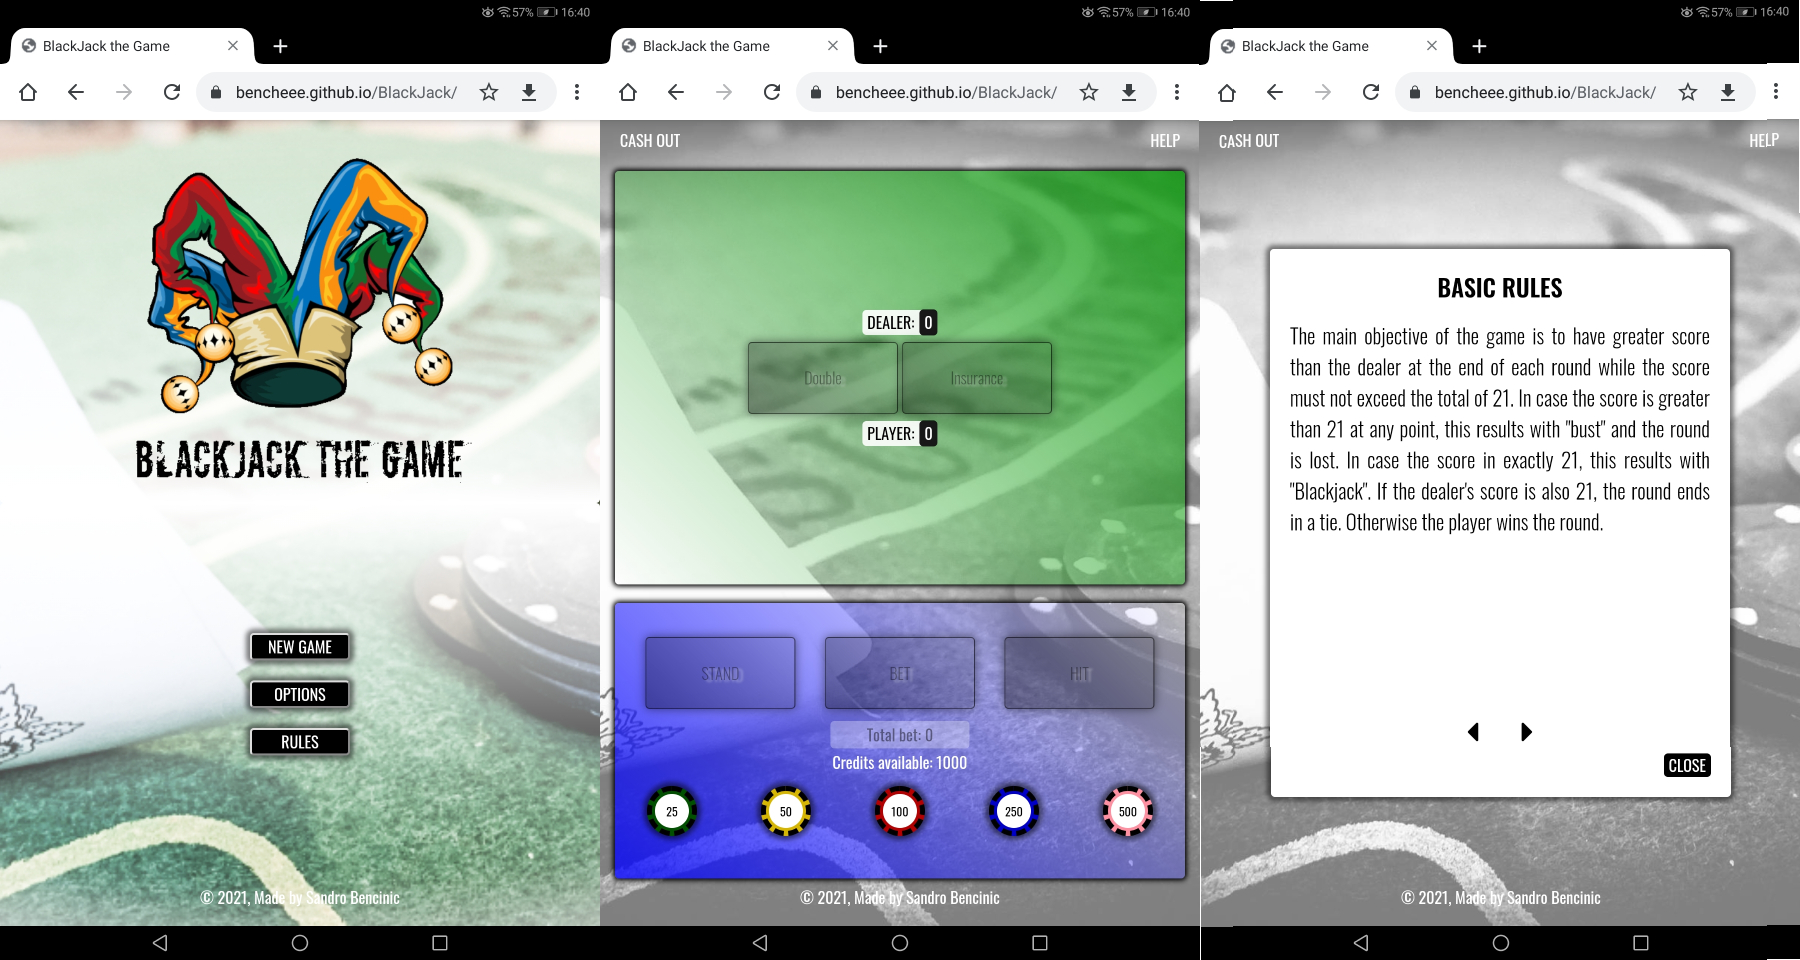 57% 16:40
BlackJack the Game
bencheee.github.io/BlackJack/
BLACKJACK THE GAME
NEW GAME
OPTIONS
RULES
© 2021, Made by Sandro Bencinic
57% 16:40
BlackJack the Game
bencheee.github.io/BlackJack/
CASH OUT HELP
DEALER: 0
Double Insurance
PLAYER: 0
STAND BET HIT
Total bet: 0
Credits available: 1000
25 50 100 250 500
© 2021, Made by Sandro Bencinic
57% 16:40
BlackJack the Game
bencheee.github.io/BlackJack/
CASH OUT HELP
BASIC RULES
The main objective of the game is to have greater score
than the dealer at the end of each round while the score
must not exceed the total of 21. In case the score is greater
than 21 at any point, this results with "bust" and the round
is lost. In case the score in exactly 21, this results with
"Blackjack". If the dealer's score is also 21, the round ends
in a tie. Otherwise the player wins the round.
CLOSE
© 2021, Made by Sandro Bencinic